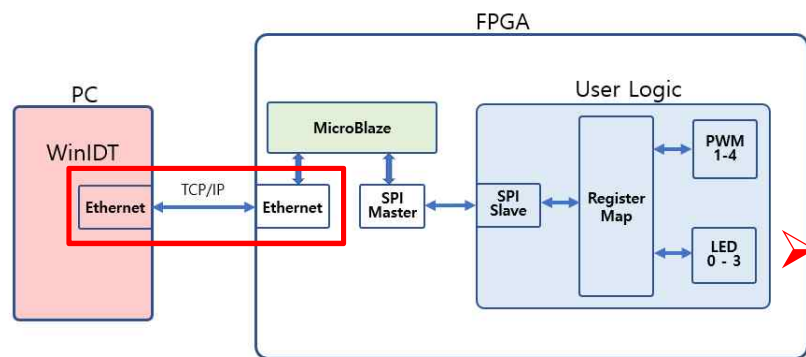 FPGA
PC
User Logic
WinIDT
MicroBlaze
PWM
1-4
TCP/IP
Ethernet
Ethernet
SPI
Master
SPI
Slave
Register
Map
LED
0 - 3